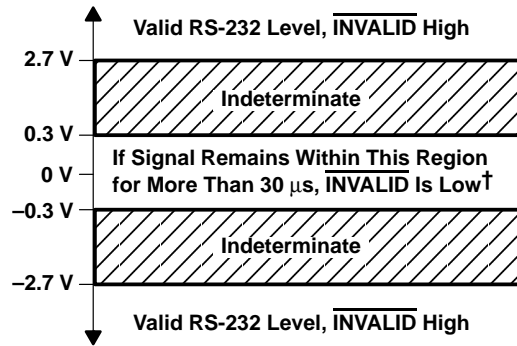 Valid RS-232 Level, INVALID High
2.7 V
Indeterminate
0.3 V
If Signal Remains Within This Region
0 V
for More Than 30 μs, INVALID Is Low†
−0.3 V
Indeterminate
−2.7 V
Valid RS-232 Level, INVALID High